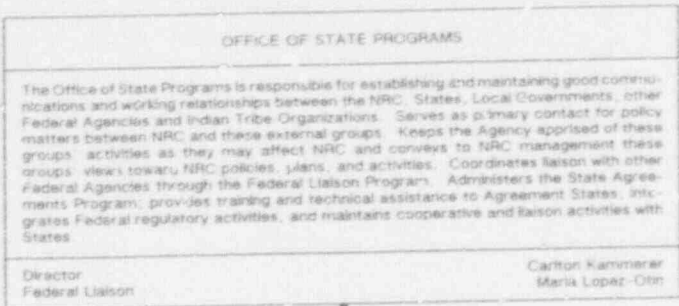 OFFICE OF STATE PROGRAMS
The Office of State Programs is responsible for establishing and maintaining good commu-
nications and working relationships between the NRC, States, Local Governments, other
Federal Agencies and Indian Tribe Organizations. Serves as primary contact for policy
matters between NRC and these external groups. Keeps the Agency apprised of these
groups' activities as they may affect NRC and conveys to NRC management these
groups' views toward NRC policies, plans, and activities. Coordinates liaison with other
Federal Agencies through the Federal Liaison Program. Administers the State Agree-
ments Program; provides training and technical assistance to Agreement States, inte-
grates Federal regulatory activities, and maintains cooperative and liaison activities with
States.
Director Carlton Kammerer
Federal Liaison Maria Lopez-Otin